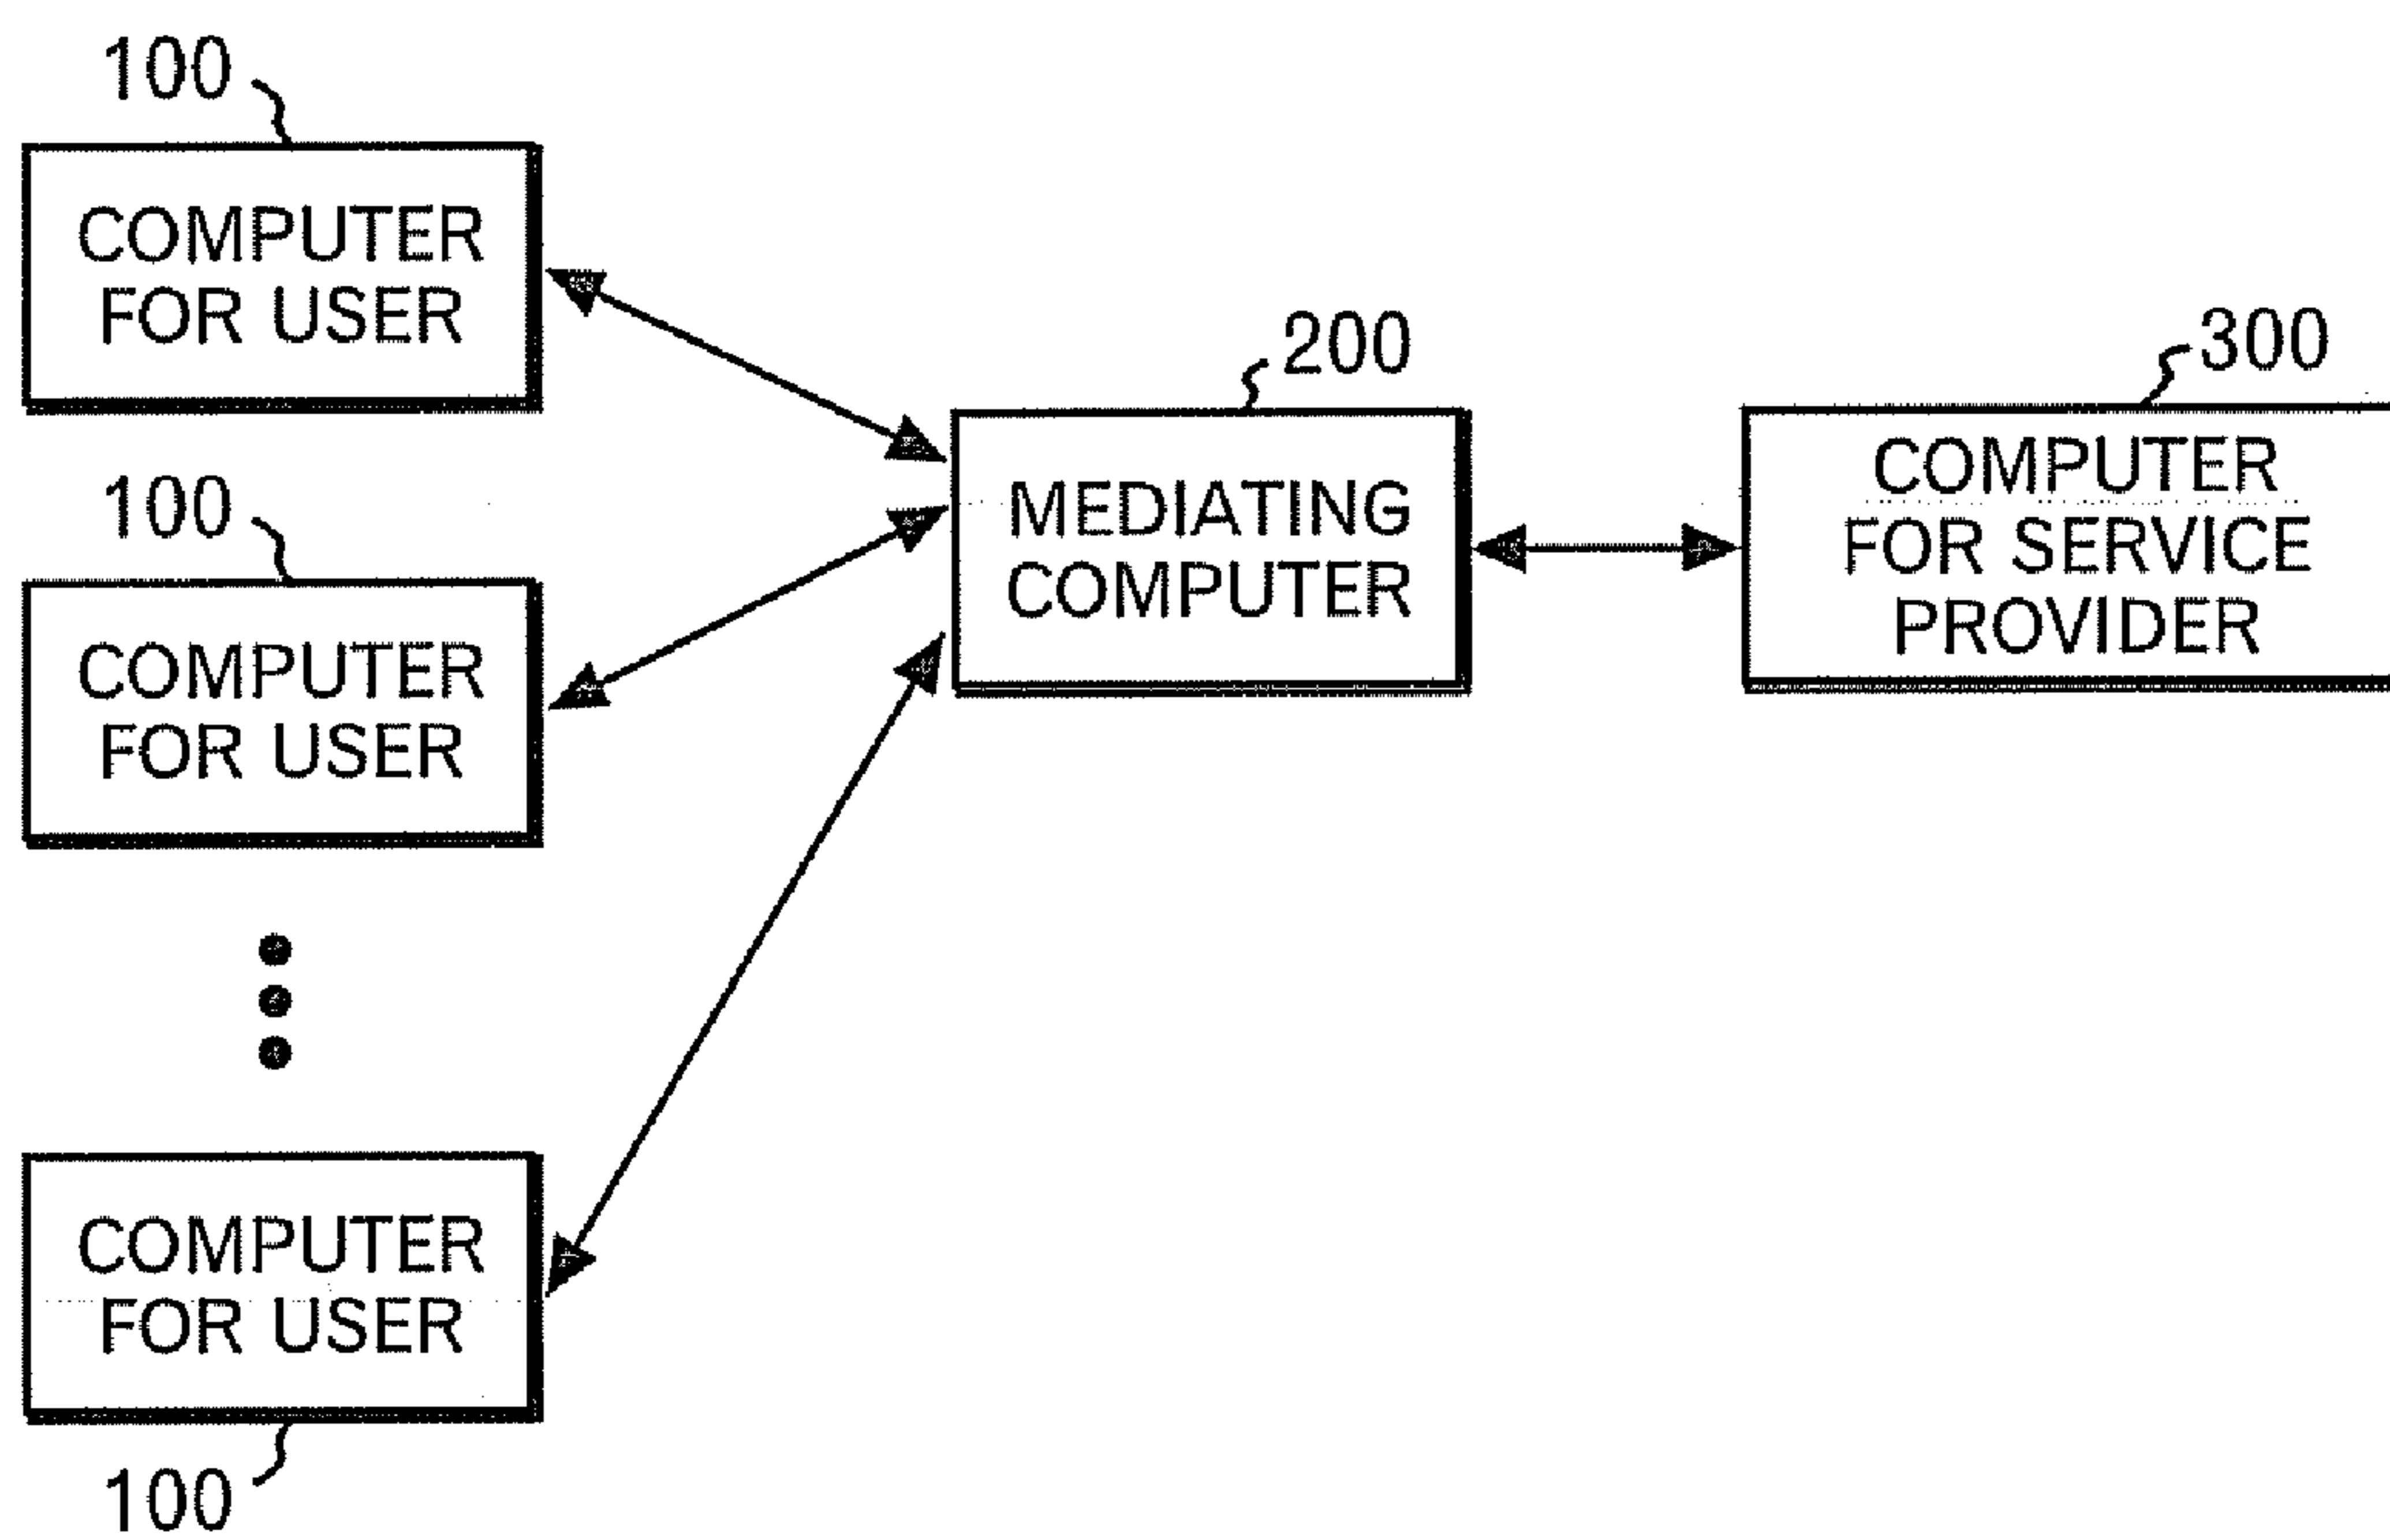 100
COMPUTER
FOR USER
100
COMPUTER
FOR USER
COMPUTER
FOR USER
100
200
MEDIATING
COMPUTER
300
COMPUTER
FOR SERVICE
PROVIDER